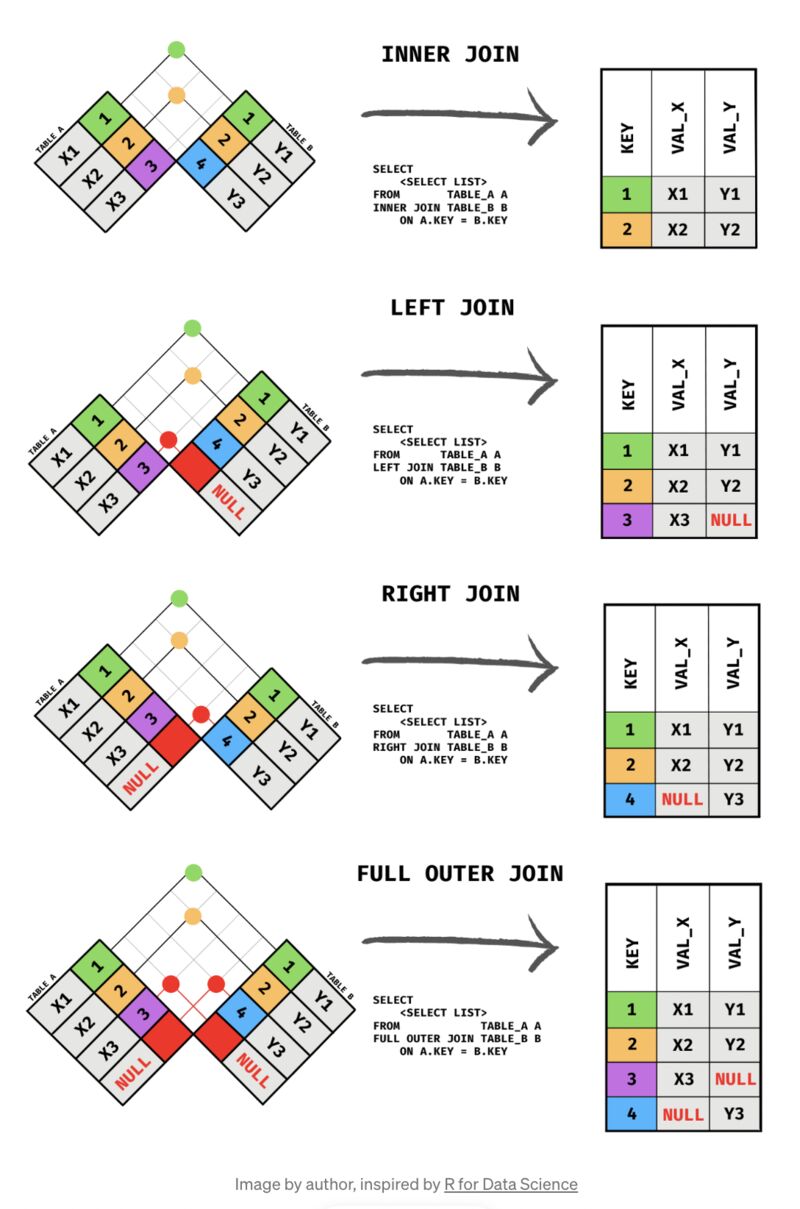 INNER JOIN
TABLE A
1
2
3
X1
X2
X3
TABLE B
1
2
4
Y1
Y2
Y3
SELECT
<SELECT LIST>
FROM TABLE_A A
INNER JOIN TABLE_B B
ON A.KEY = B.KEY
KEY VAL_X VAL_Y
1 X1 Y1
2 X2 Y2
LEFT JOIN
TABLE A
1
2
3
X1
X2
X3
TABLE B
1
2
4
Y1
Y2
Y3
NULL
SELECT
<SELECT LIST>
FROM TABLE_A A
LEFT JOIN TABLE_B B
ON A.KEY = B.KEY
KEY VAL_X VAL_Y
1 X1 Y1
2 X2 Y2
3 X3 NULL
RIGHT JOIN
TABLE A
1
2
3
X1
X2
X3
NULL
TABLE B
1
2
4
Y1
Y2
Y3
SELECT
<SELECT LIST>
FROM TABLE_A A
RIGHT JOIN TABLE_B B
ON A.KEY = B.KEY
KEY VAL_X VAL_Y
1 X1 Y1
2 X2 Y2
4 NULL Y3
FULL OUTER JOIN
TABLE A
1
2
3
X1
X2
X3
NULL
TABLE B
1
2
4
Y1
Y2
Y3
NULL
SELECT
<SELECT LIST>
FROM TABLE_A A
FULL OUTER JOIN TABLE_B B
ON A.KEY = B.KEY
KEY VAL_X VAL_Y
1 X1 Y1
2 X2 Y2
3 X3 NULL
4 NULL Y3
Image by author, inspired by R for Data Science